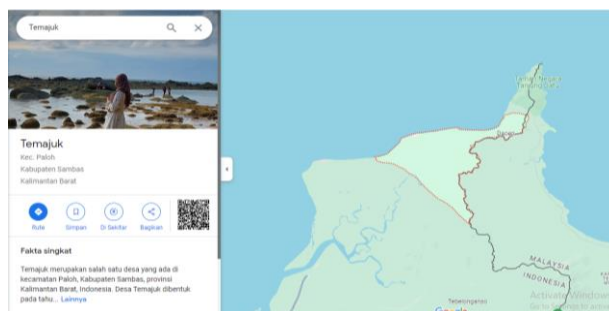 Temajuk
Temajuk
Kec. Paloh
Kabupaten Sambas
Kalimantan Barat
Rute
Simpan
Di Sekitar
Bagikan
Fakta singkat
Temajuk merupakan salah satu desa yang ada di
kecamatan Paloh, Kabupaten Sambas, provinsi
Kalimantan Barat, Indonesia. Desa Temajuk dibentuk
pada tahu... Lainnya
MALAYSIA
INDONESIA
Google
Activate Windows